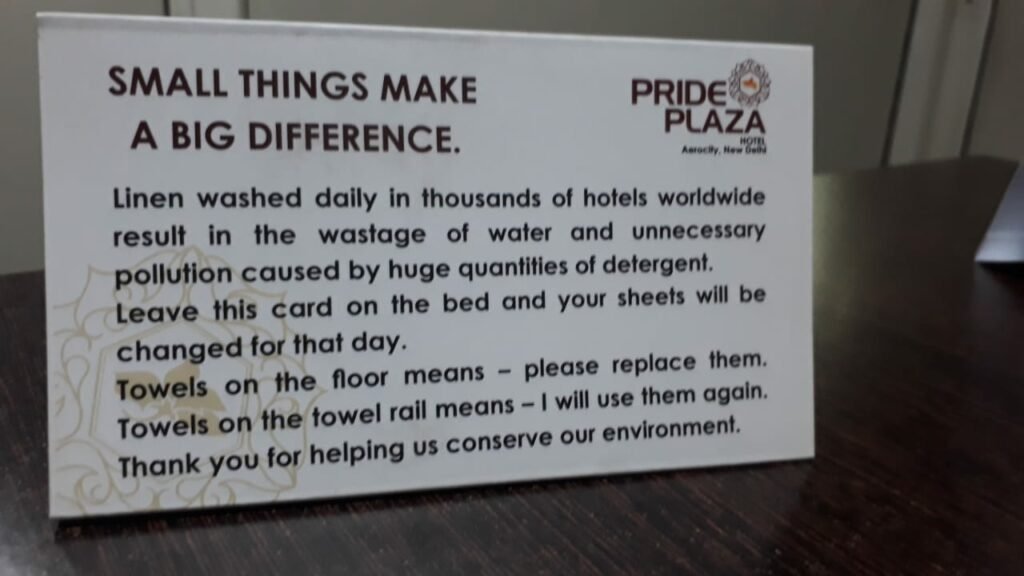 SMALL THINGS MAKE
A BIG DIFFERENCE.
PRIDE
PLAZA
HOTEL
Aerocity, New Delhi
Linen washed daily in thousands of hotels worldwide
result in the wastage of water and unnecessary
pollution caused by huge quantities of detergent.
Leave this card on the bed and your sheets will be
changed for that day.
Towels on the floor means – please replace them.
Towels on the towel rail means – I will use them again.
Thank you for helping us conserve our environment.